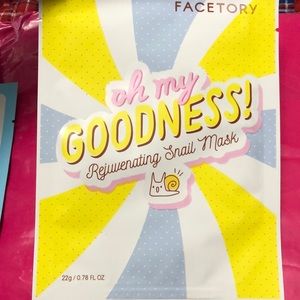 FACETORY
oh my
GOODNESS!
Rejuvenating Snail Mask
22g / 0.78 FL OZ